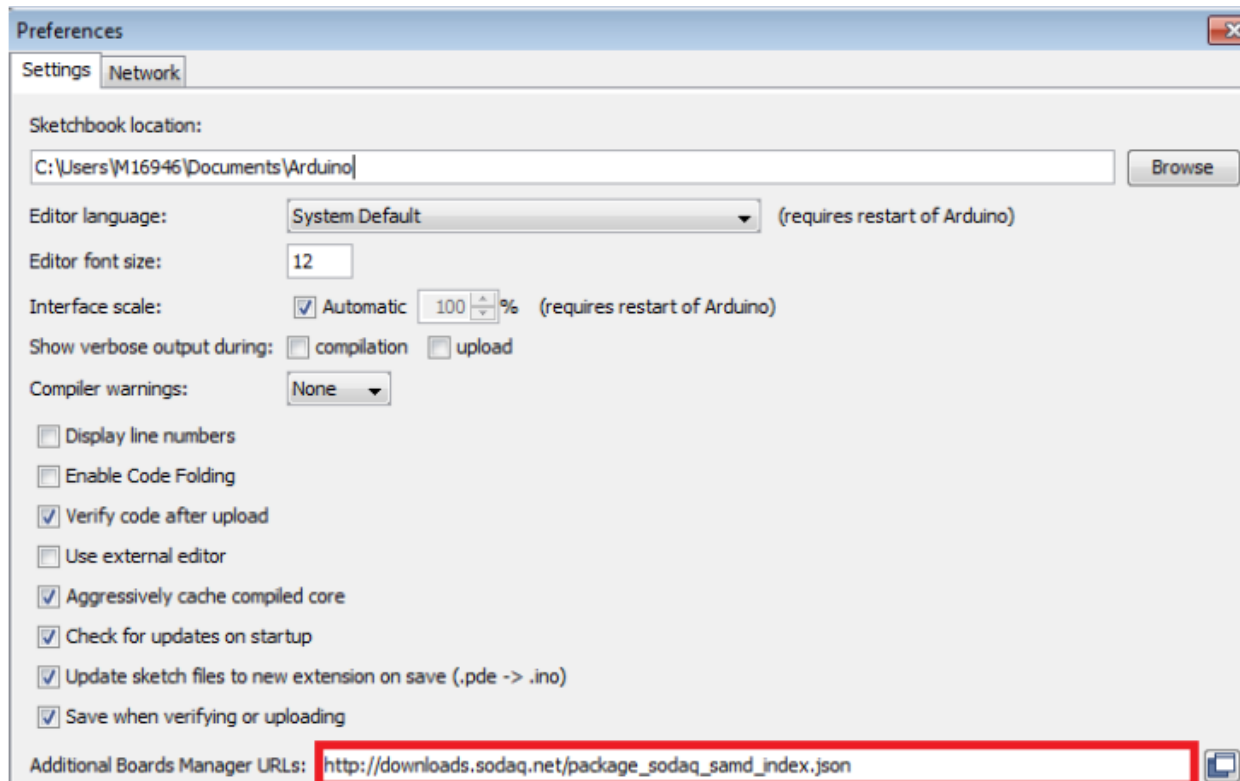 Preferences
Settings Network
Sketchbook location:
C:\Users\M16946\Documents\Arduino Browse
Editor language: System Default (requires restart of Arduino)
Editor font size: 12
Interface scale: Automatic 100 % (requires restart of Arduino)
Show verbose output during: compilation upload
Compiler warnings: None
Display line numbers
Enable Code Folding
Verify code after upload
Use external editor
Aggressively cache compiled core
Check for updates on startup
Update sketch files to new extension on save (.pde -> .ino)
Save when verifying or uploading
Additional Boards Manager URLs: http://downloads.sodaq.net/package_sodaq_samd_index.json